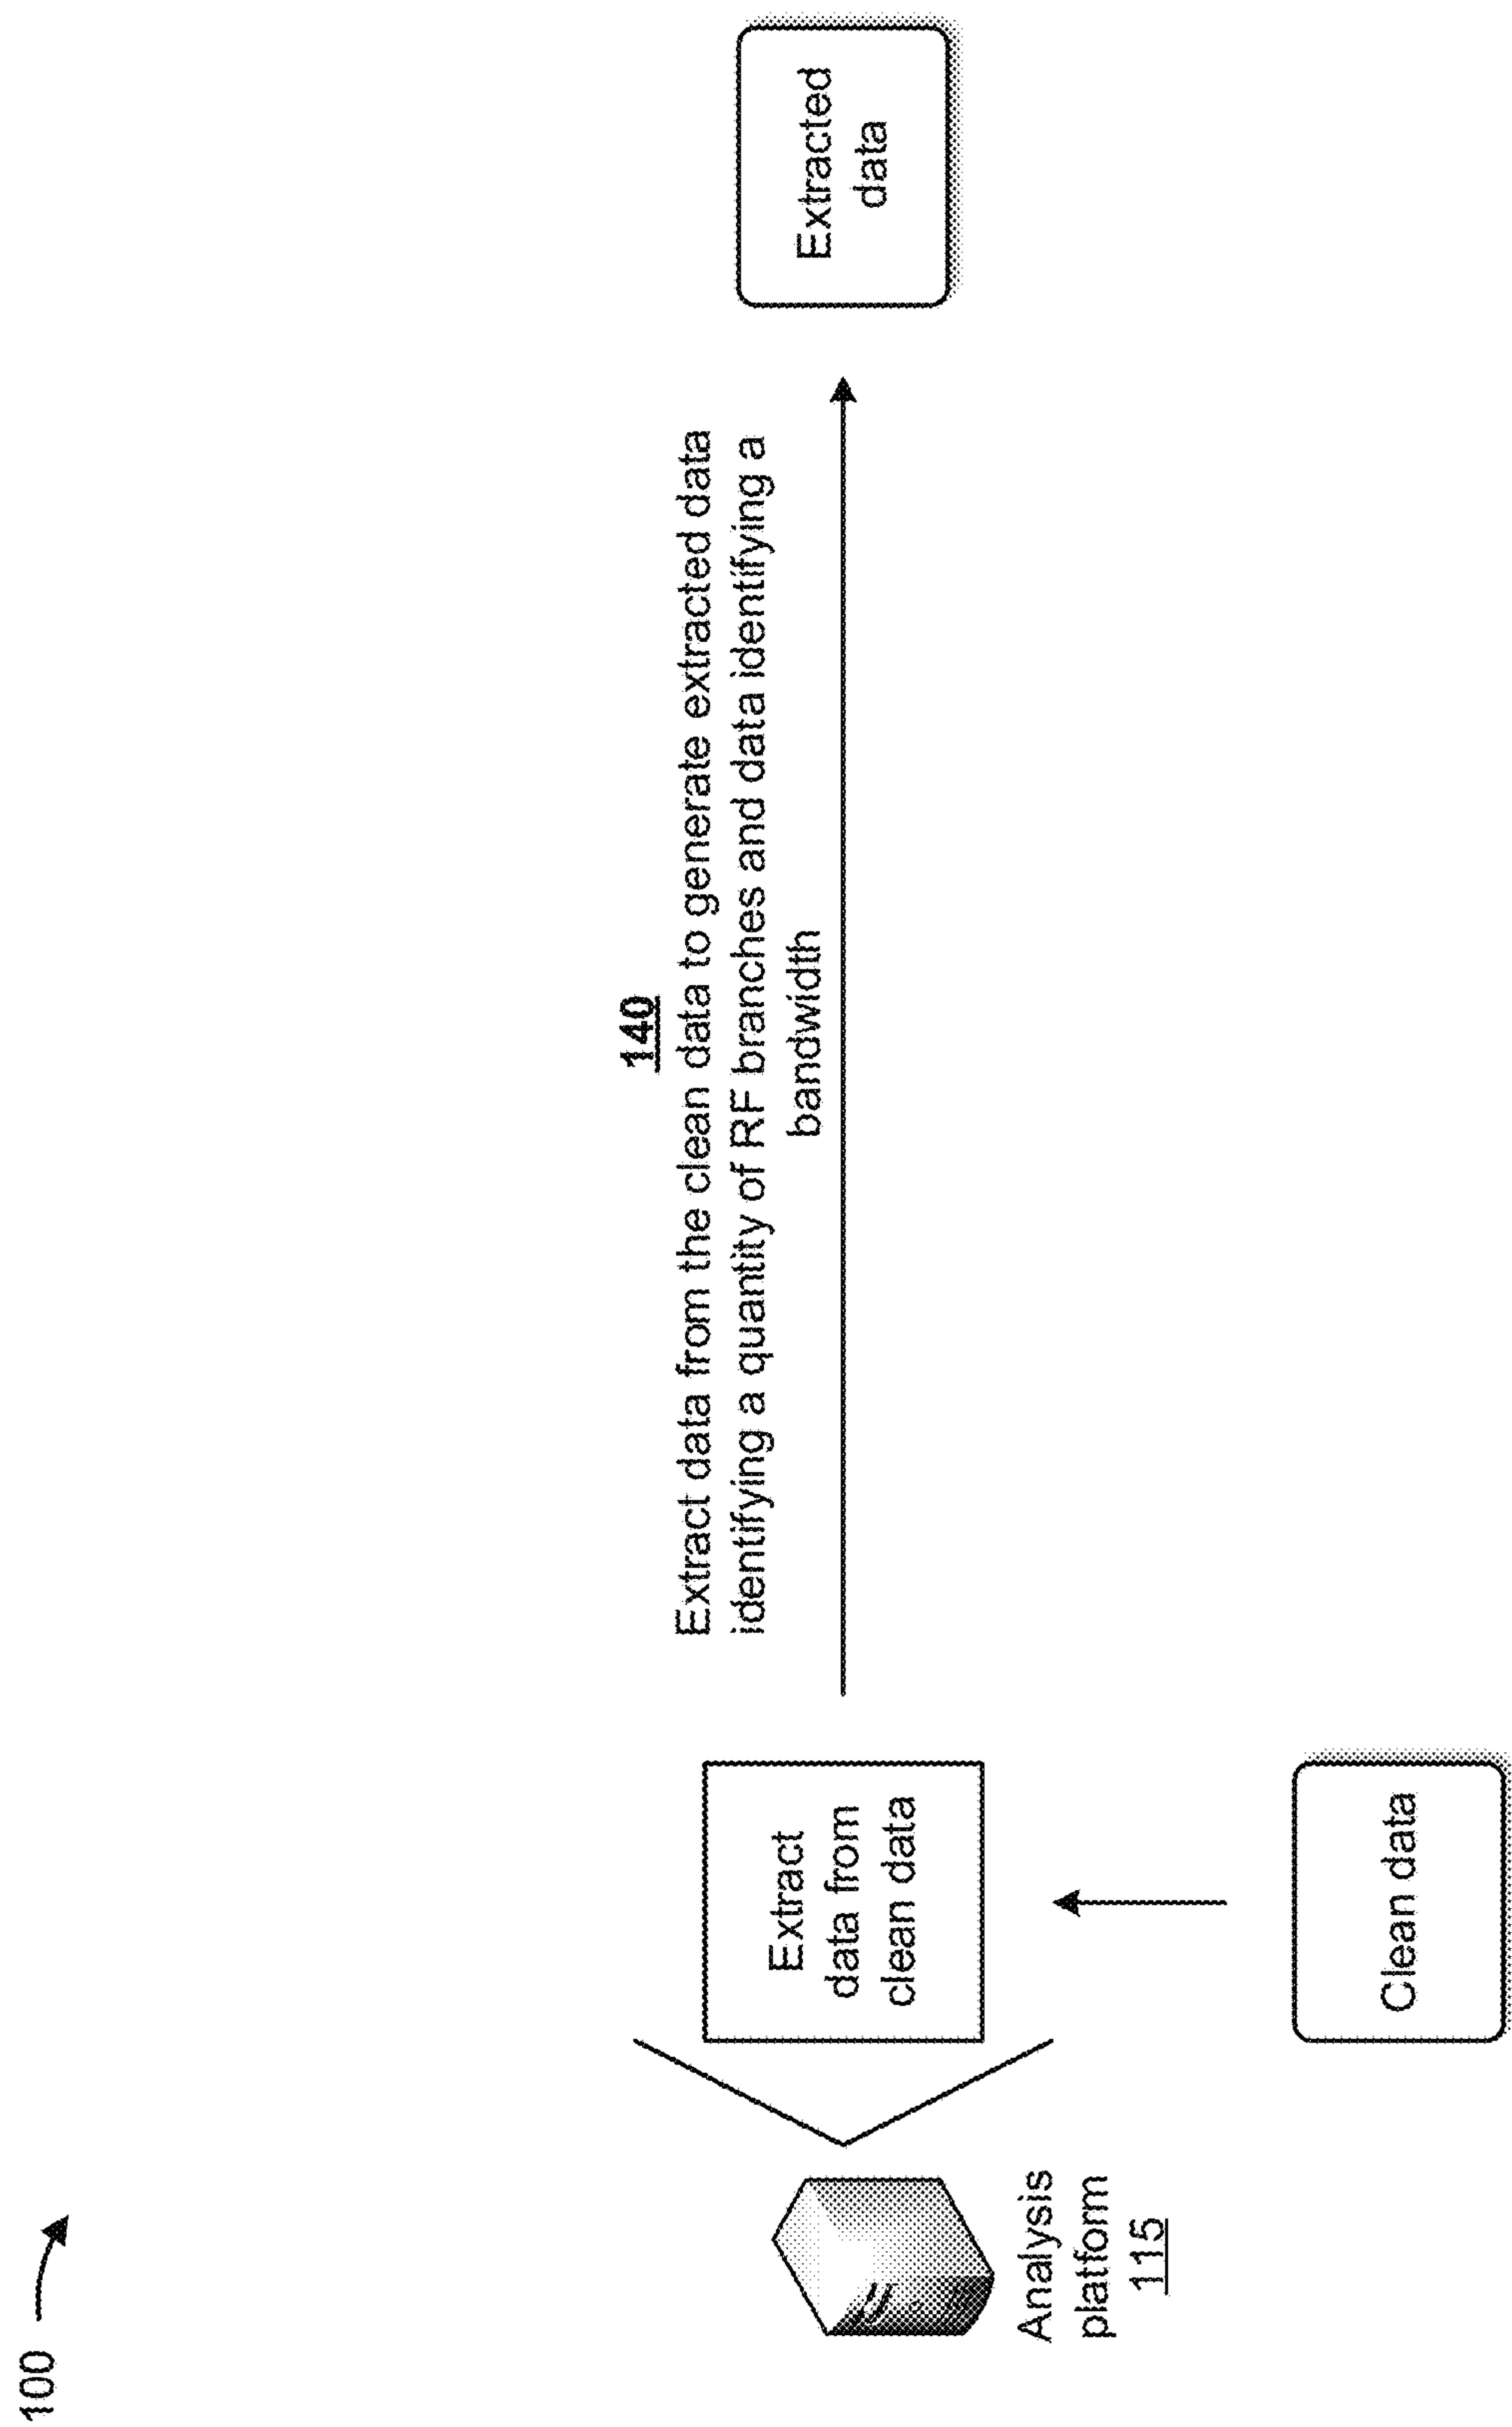 100
140
Extract data from the clean data to generate extracted data
identifying a quantity of RF branches and data identifying a
bandwidth
Extract
data from
clean data
Extracted
data
Analysis
platform
115
Clean data